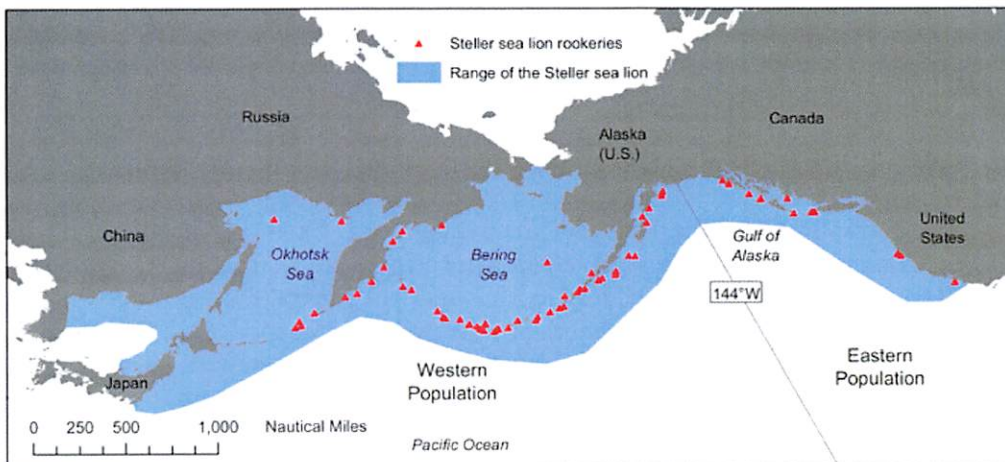 Steller sea lion rookeries
Range of the Steller sea lion
Russia
Canada
Alaska
(U.S.)
China
Okhotsk
Sea
Bering
Sea
United
States
Gulf of
Alaska
144°W
Japan
Western
Population
Eastern
Population
0 250 500 1,000 Nautical Miles
Pacific Ocean